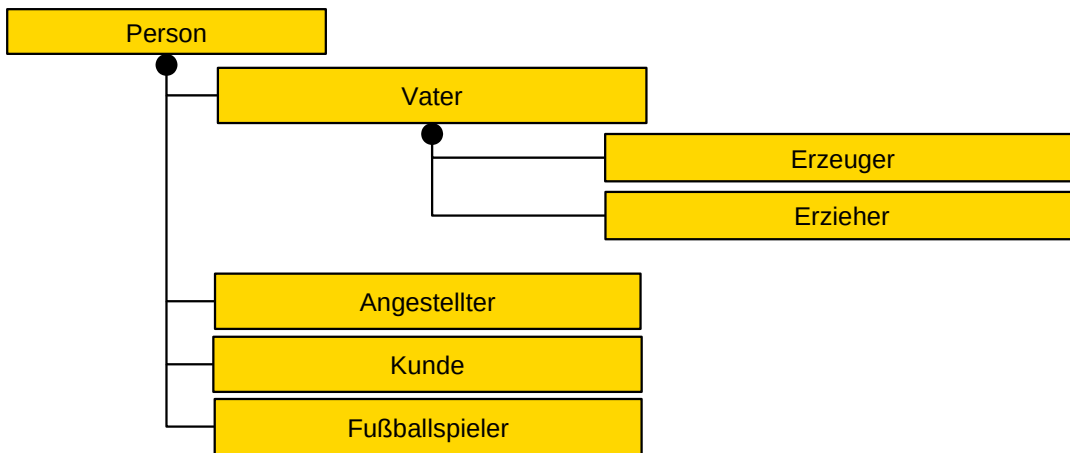 Person
Vater
Erzeuger
Erzieher
Angestellter
Kunde
Fußballspieler